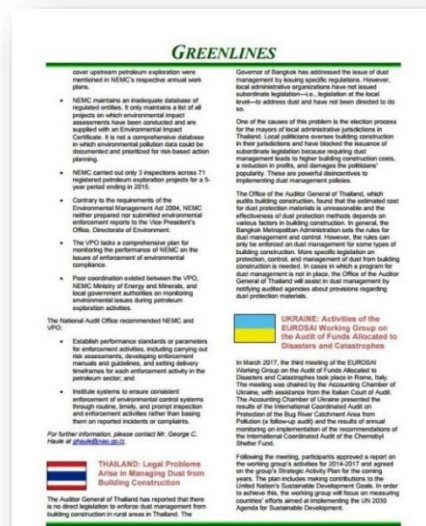 GREENLINES
cover upstream petroleum exploration were
mentioned in NEMC's respective annual work
plans.
• NEMC maintains an inadequate database of
regulated entities. It only maintains a list of all
projects on which environmental impact
assessments have been conducted and are
supplied with an Environmental Impact
Certificate. It is not a comprehensive database
in which environmental pollution data could be
documented and prioritized for risk-based action
planning.
• NEMC carried out only 3 inspections across 71
registered petroleum exploration projects for a 5-
year period ending in 2015.
• Contrary to the requirements of the
Environmental Management Act 2004, NEMC
neither prepared nor submitted environmental
enforcement reports to the Vice President's
Office, Directorate of Environment.
• The VPO lacks a comprehensive plan for
monitoring the performance of NEMC on the
issues of enforcement of environmental
compliance.
• Poor coordination existed between the VPO,
NEMC Ministry of Energy and Minerals, and
local government authorities on monitoring
environmental issues during petroleum
exploration activities.
The National Audit Office recommended NEMC and
VPO:
• Establish performance standards or parameters
for enforcement activities, including carrying out
risk assessments, developing enforcement
manuals and guidelines, and setting delivery
timeframes for each enforcement activity in the
petroleum sector; and
• Institute systems to ensure consistent
enforcement of environmental control systems
through routine, timely, and prompt inspection
and enforcement activities rather than basing
them on reported incidents or complaints.
For further information, please contact Mr. George C.
Haule at ghaule@nao.go.tz.
THAILAND: Legal Problems
Arise in Managing Dust from
Building Construction
The Auditor General of Thailand has reported that there
is no direct legislation to enforce dust management from
building construction in rural areas in Thailand. The
Governor of Bangkok has addressed the issue of dust
management by issuing specific regulations. However,
local administrative organizations have not issued
subordinate legislation—i.e., legislation at the local
level—to address dust and have not been directed to do
so.
One of the causes of this problem is the election process
for the mayors of local administrative jurisdictions in
Thailand. Local politicians oversee building construction
in their jurisdictions and have blocked the issuance of
subordinate legislation because requiring dust
management leads to higher building construction costs,
a reduction in profits, and damages the politicians'
popularity. These are powerful disincentives to
implementing dust management policies.
The Office of the Auditor General of Thailand, which
audits building construction, found that the estimated cost
for dust protection materials is unreasonable and the
effectiveness of dust protection methods depends on
various factors in building construction. In general, the
Bangkok Metropolitan Administration sets the rules for
dust management and control. However, the rules can
only be enforced on dust management for some types of
building construction. More specific legislation on
protection, control, and management of dust from building
construction is needed. In cases in which a program for
dust management is not in place, the Office of the Auditor
General of Thailand will assist in dust management by
notifying audited agencies about provisions regarding
dust protection materials.
UKRAINE: Activities of the
EUROSAI Working Group on
the Audit of Funds Allocated to
Disasters and Catastrophes
In March 2017, the third meeting of the EUROSAI
Working Group on the Audit of Funds Allocated to
Disasters and Catastrophes took place in Rome, Italy.
The meeting was chaired by the Accounting Chamber of
Ukraine, with assistance from the Italian Court of Audit.
The Accounting Chamber of Ukraine presented the
results of the International Coordinated Audit on
Protection of the Bug River Catchment Area from
Pollution (a follow-up audit) and the results of annual
monitoring on implementation of the recommendations of
the International Coordinated Audit of the Chernobyl
Shelter Fund.
Following the meeting, participants approved a report on
the working group's activities for 2014-2017 and agreed
on the group's Strategic Activity Plan for the coming
years. The plan includes making contributions to the
United Nation's Sustainable Development Goals. In order
to achieve this, the working group will focus on measuring
countries' efforts aimed at implementing the UN 2030
Agenda for Sustainable Development.